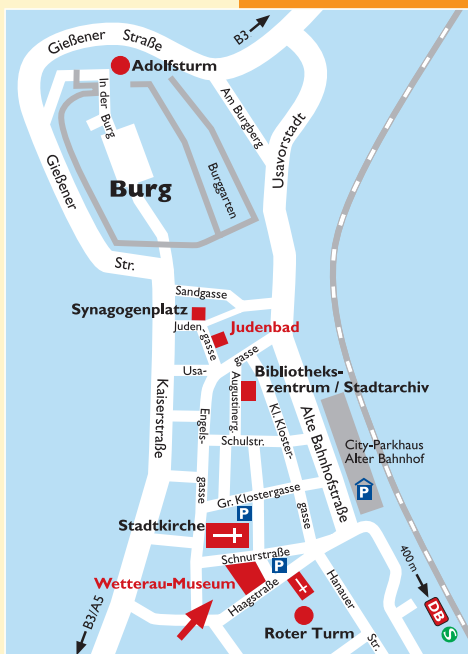 B3
Gießener Straße
Adolfsturm
In der Burg
Am Burgberg
Usavorstadt
Gießener
Burg
Burggarten
Str.
Sandgasse
Synagogenplatz
Juden-
gasse
Judenbad
Usa-
gasse
Bibliotheks-
zentrum / Stadtarchiv
Kaiserstraße
Engels-
gasse
Augustinerg.
Kl. Kloster-
gasse
Alte Bahnhofstraße
Schulstr.
City-Parkhaus
Alter Bahnhof
P
Gr. Klostergasse
P
Stadtkirche
Schnurstraße
P
Wetterau-Museum
Haagstraße
Hanauer
Str.
400 m
DB
S
Roter Turm
B3/A5